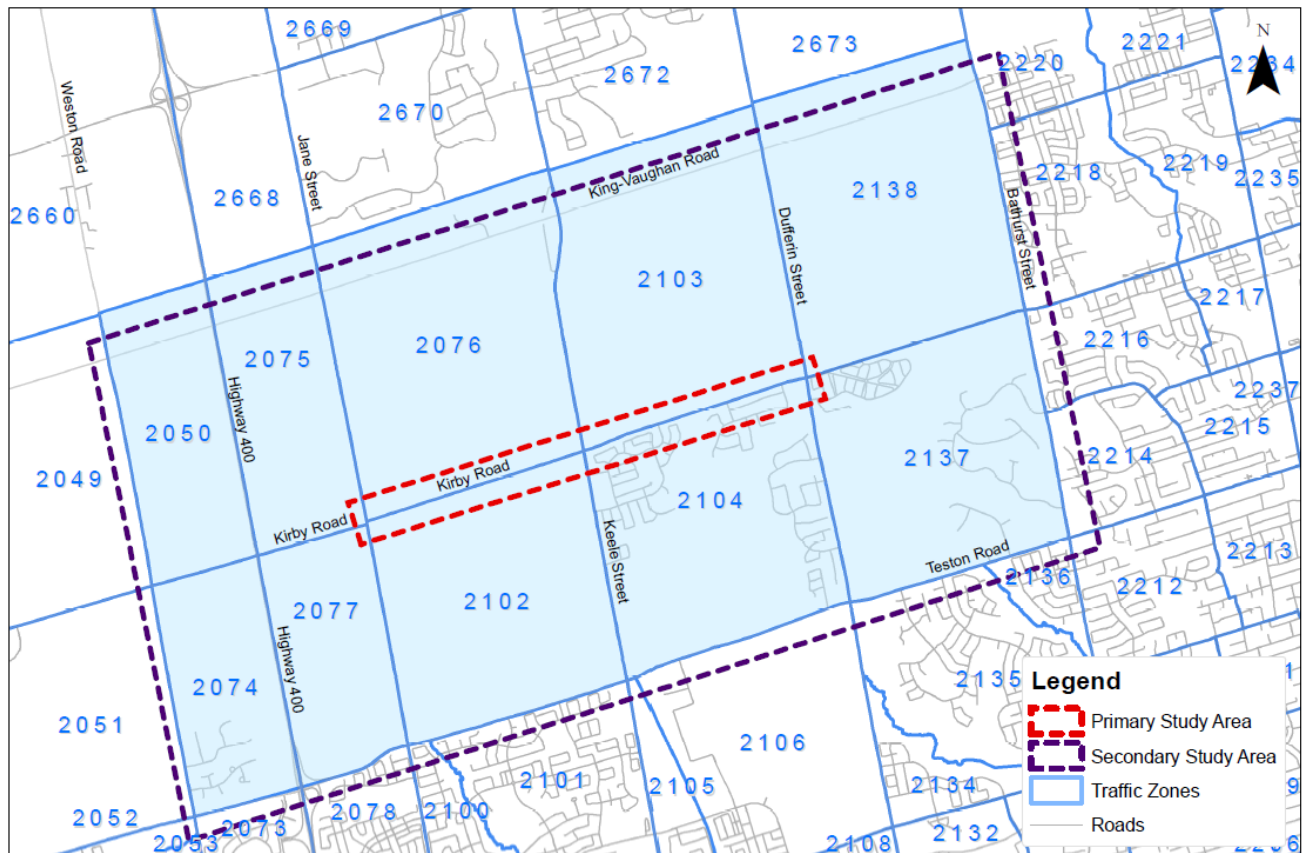 2669
2673
2221
N
2234
2220
2672
2670
Weston Road
Jane Street
King-Vaughan Road
2218
2219
2235
2668
2138
2660
Dufferin Street
Bathurst Street
2103
2217
2075
2076
2216
2050
Highway 400
2237
2215
2049
Kirby Road
2137
2214
Kirby Road
2104
Keele Street
Teston Road
2213
2136
2212
2077
2102
Highway 400
2074
2135
2051
2106
2101
2105
2134
2052
2053
2073
2078
2100
2108
2132
Legend
Primary Study Area
Secondary Study Area
Traffic Zones
Roads